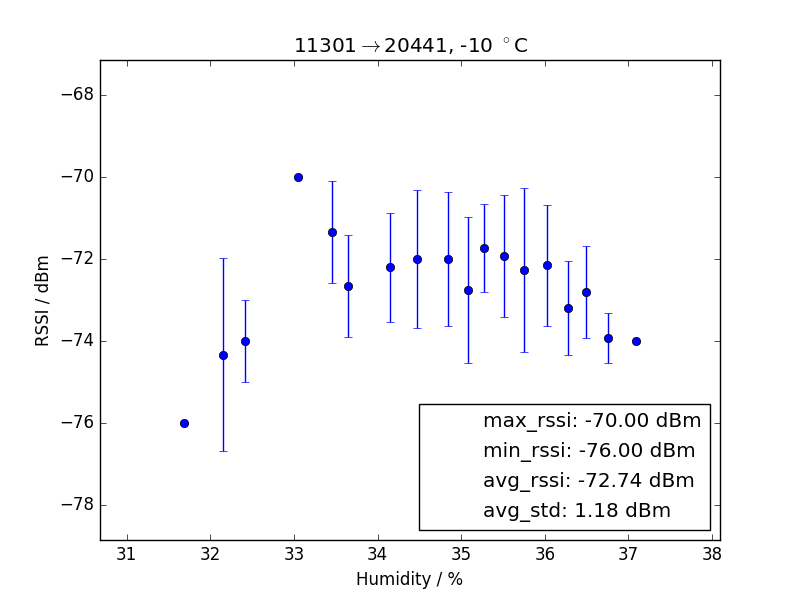 11301→20441, -10 °C
−68
−70
−72
−74
−76
−78
RSSI / dBm
max_rssi: -70.00 dBm
min_rssi: -76.00 dBm
avg_rssi: -72.74 dBm
avg_std: 1.18 dBm
31 32 33 34 35 36 37 38
Humidity / %